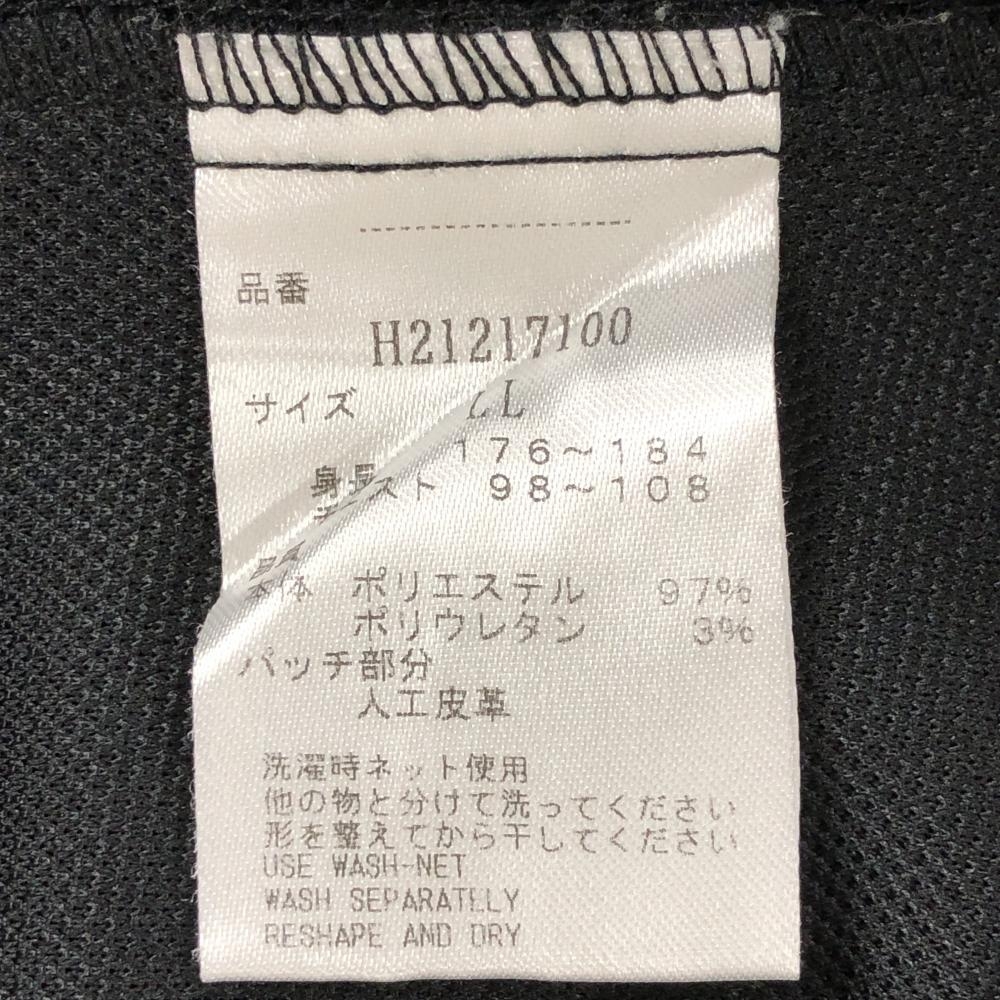 品番
H21217100
サイズ LL
身長 176~184
スト 98~108
本体 ポリエステル 97%
ポリウレタン 3%
パッチ部分
人工皮革
洗濯時ネット使用
他の物と分けて洗ってください
形を整えてから干してください
USE WASH-NET
WASH SEPARATELY
RESHAPE AND DRY